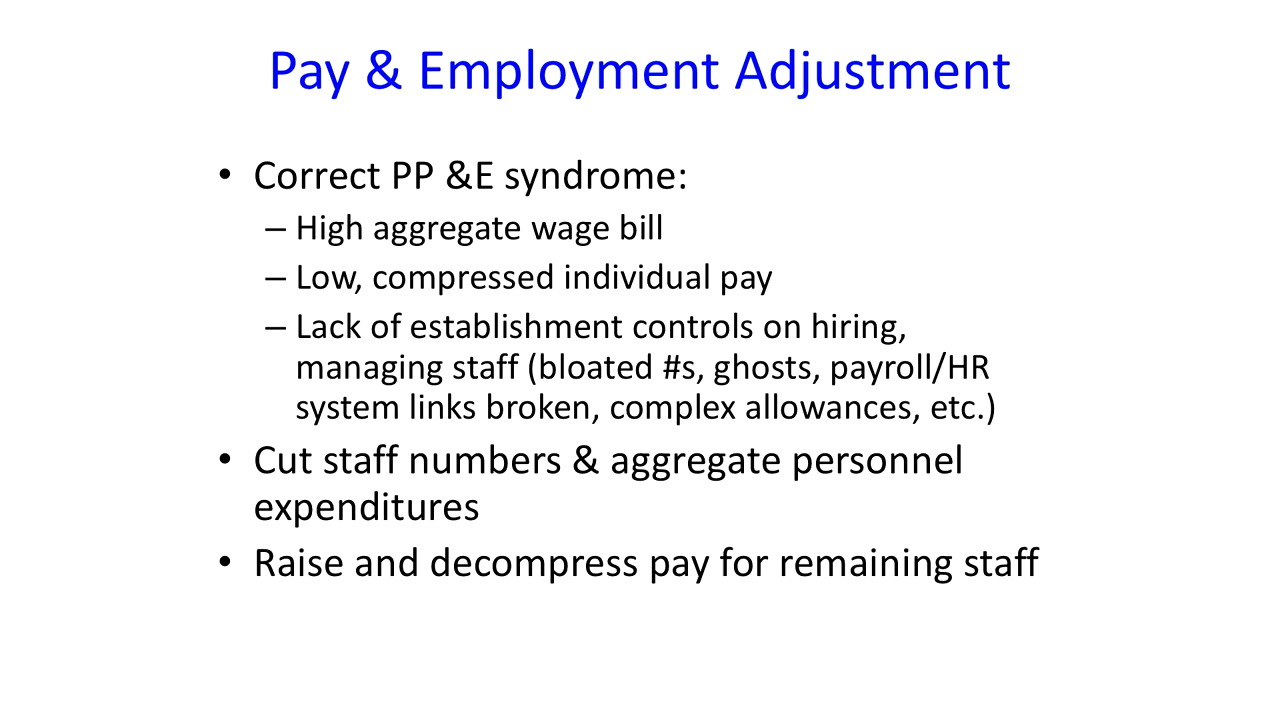 Pay & Employment Adjustment
• Correct PP &E syndrome:
– High aggregate wage bill
– Low, compressed individual pay
– Lack of establishment controls on hiring,
managing staff (bloated #s, ghosts, payroll/HR
system links broken, complex allowances, etc.)
• Cut staff numbers & aggregate personnel
expenditures
• Raise and decompress pay for remaining staff